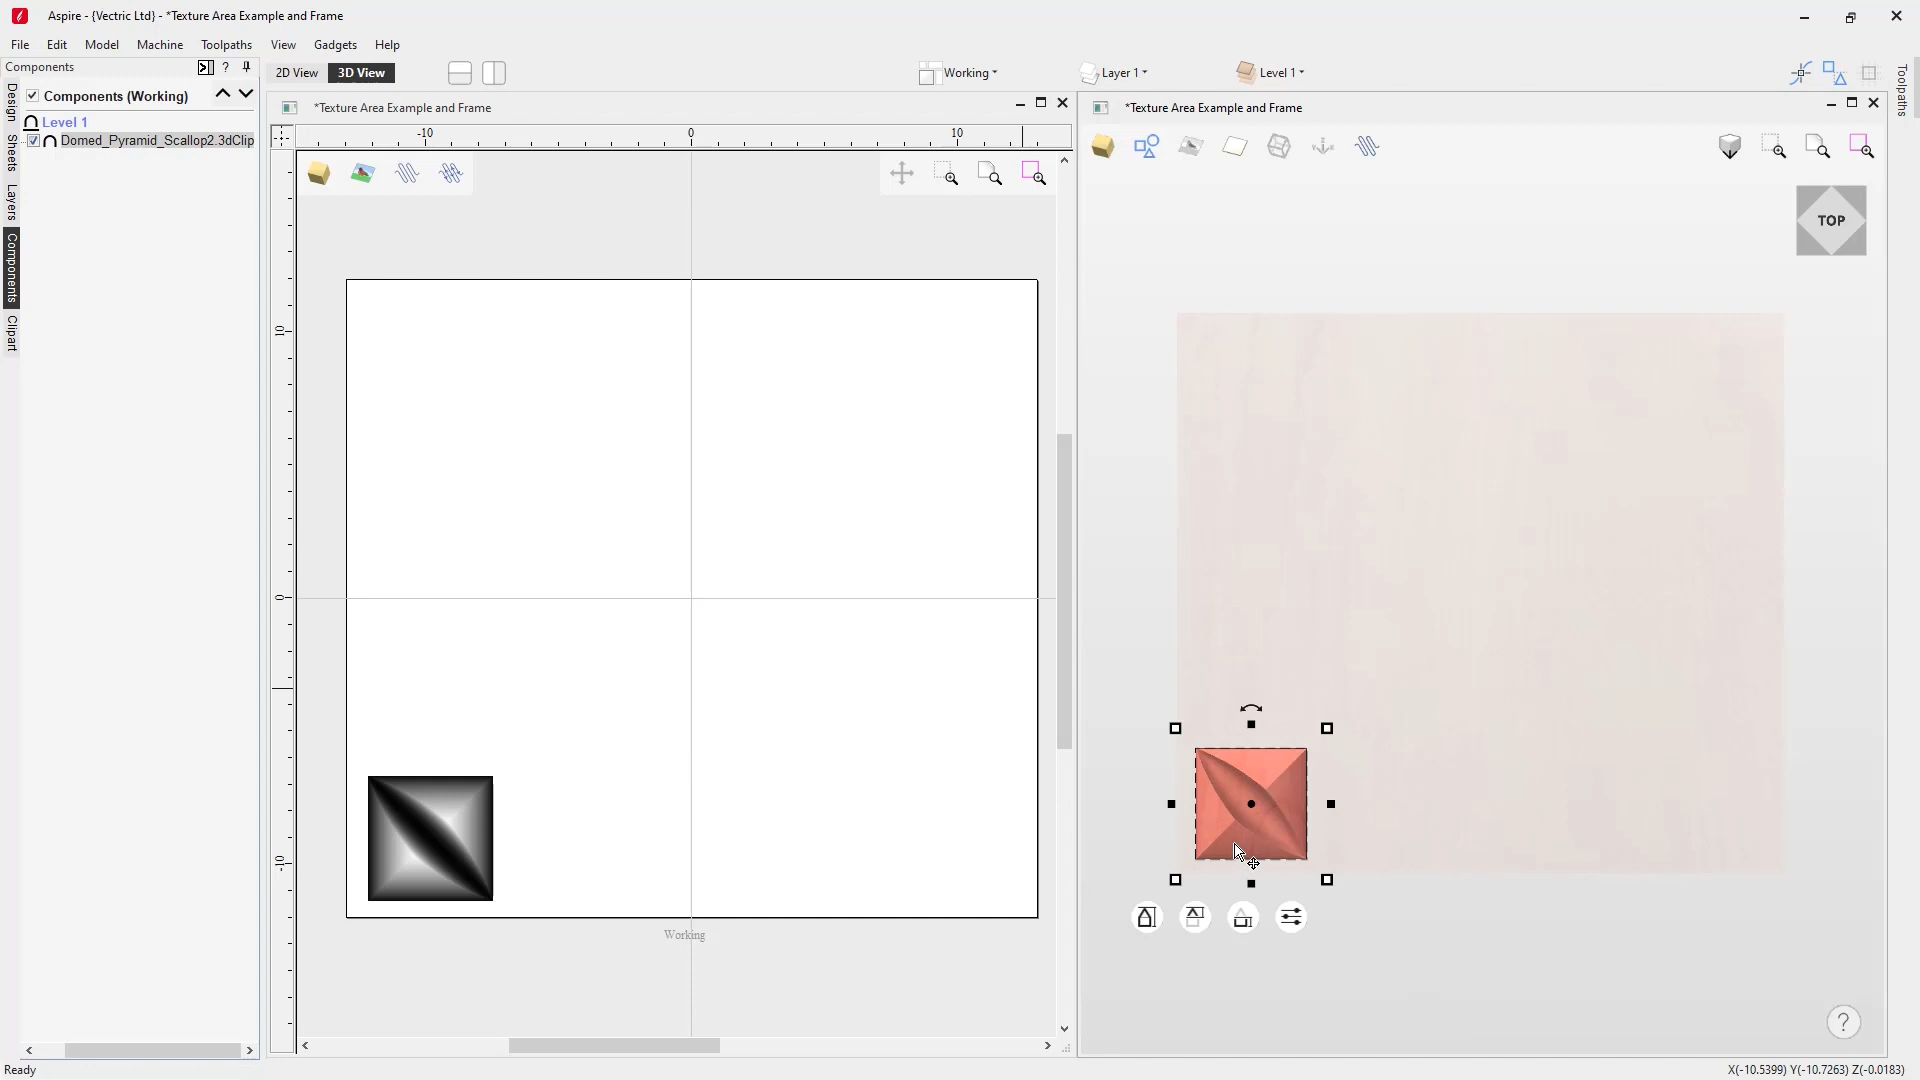 Aspire - {Vectric Ltd} - *Texture Area Example and Frame
File Edit Model Machine Toolpaths View Gadgets Help
Components ?
2D View 3D View Working Layer 1 Level 1
Components (Working)
Level 1
Domed_Pyramid_Scallop2.3dClip
Design
Sheets
Layers
Components
Clipart
*Texture Area Example and Frame
-10 0 10
10
0
-10
Working
*Texture Area Example and Frame
TOP
?
Toolpaths
Ready
X(-10.5399) Y(-10.7263) Z(-0.0183)